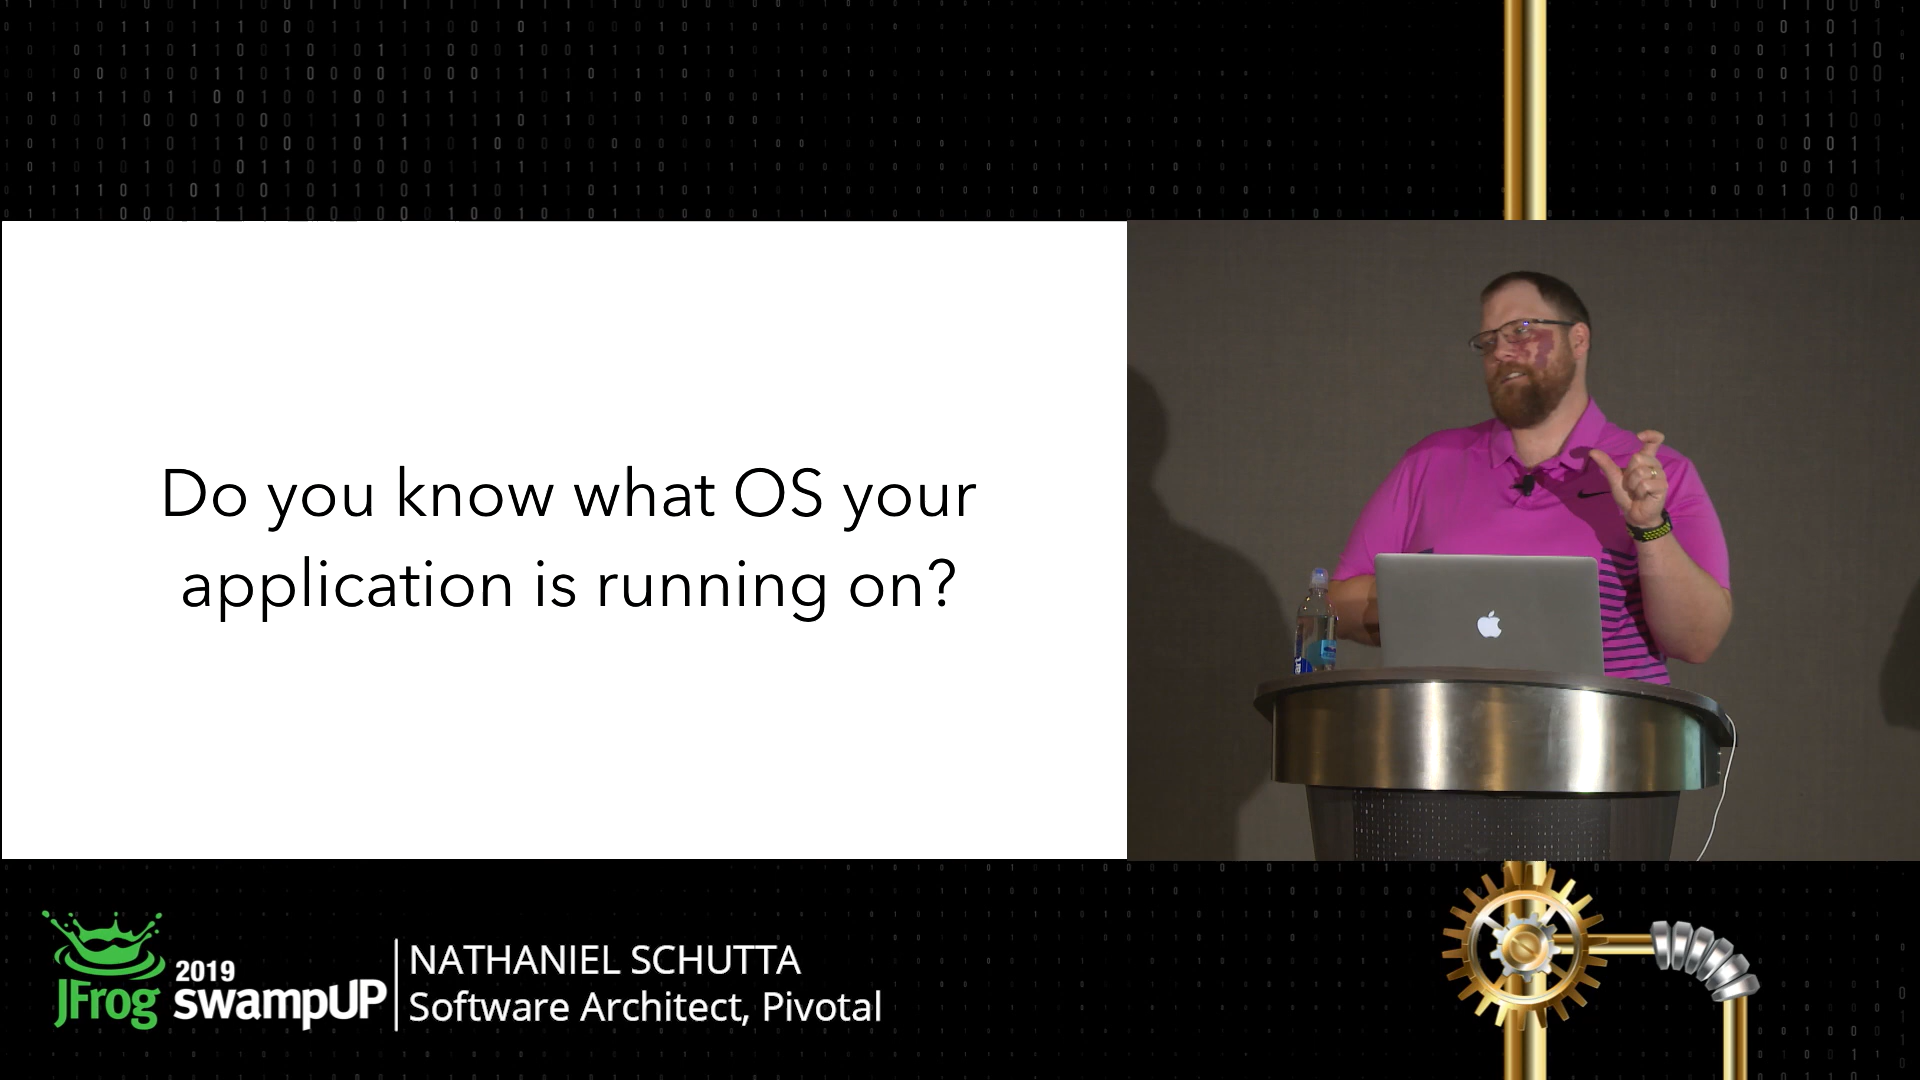 Do you know what OS your
application is running on?
JFrog
2019
swampUP
NATHANIEL SCHUTTA
Software Architect, Pivotal